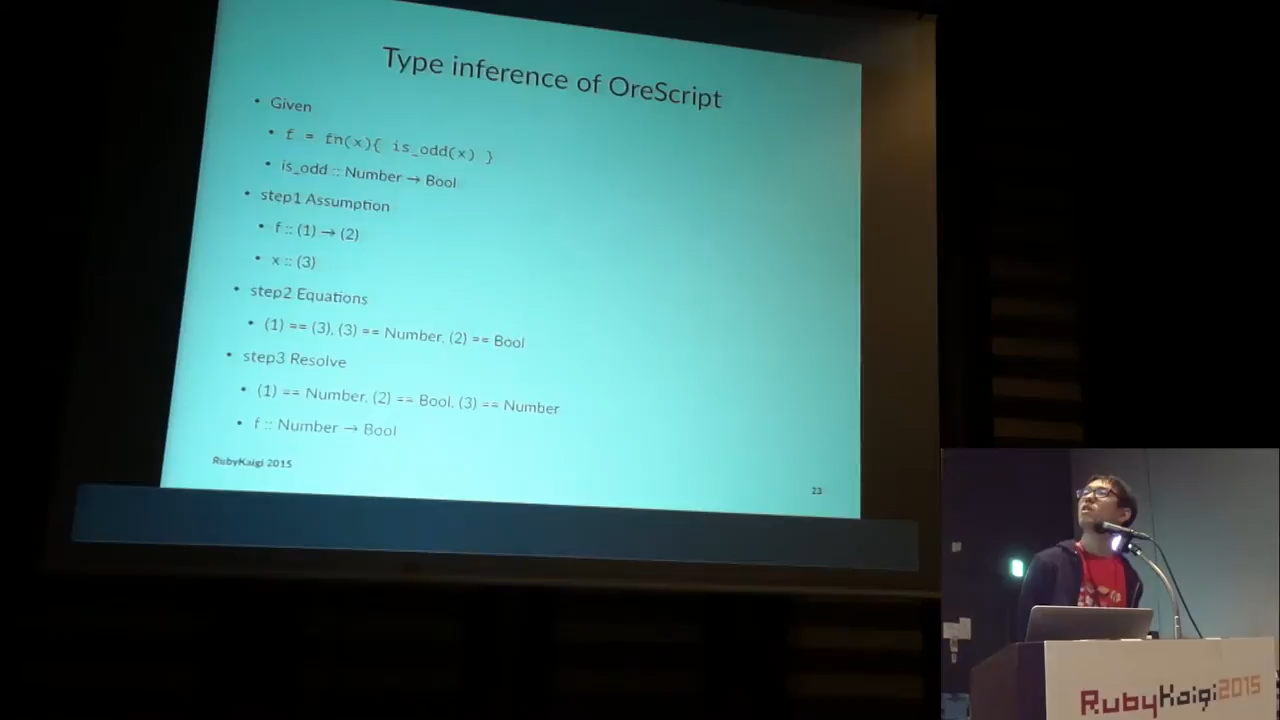 Type inference of OreScript
• Given
• f = fn(x){ is_odd(x) }
• is_odd :: Number → Bool
• step1 Assumption
• f :: (1) → (2)
• x :: (3)
• step2 Equations
• (1) == (3), (3) == Number, (2) == Bool
• step3 Resolve
• (1) == Number, (2) == Bool, (3) == Number
• f :: Number → Bool
RubyKaigi 2015
23
RubyKaigi2015